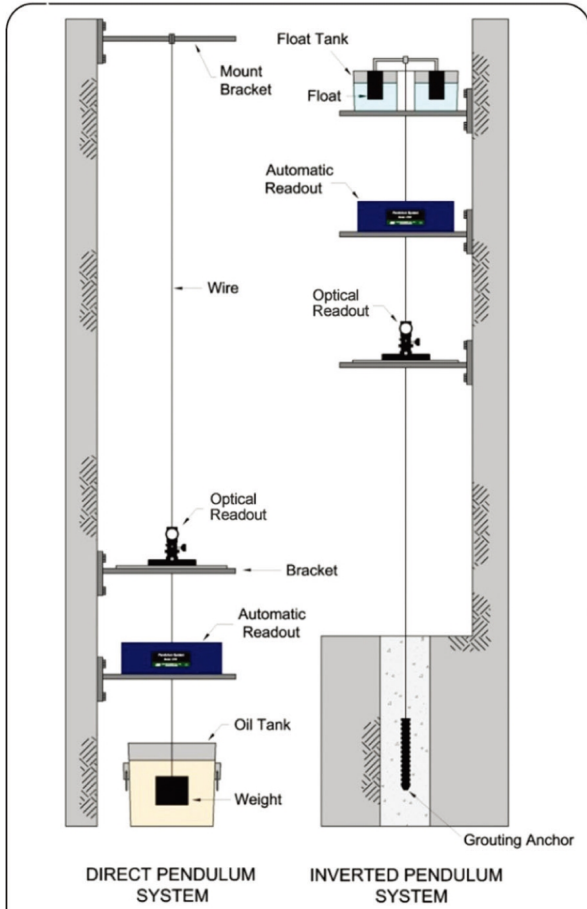 Mount
Bracket
Wire
Optical
Readout
Bracket
Automatic
Readout
Oil Tank
Weight
DIRECT PENDULUM
SYSTEM
Float Tank
Float
Automatic
Readout
Optical
Readout
Grouting Anchor
INVERTED PENDULUM
SYSTEM